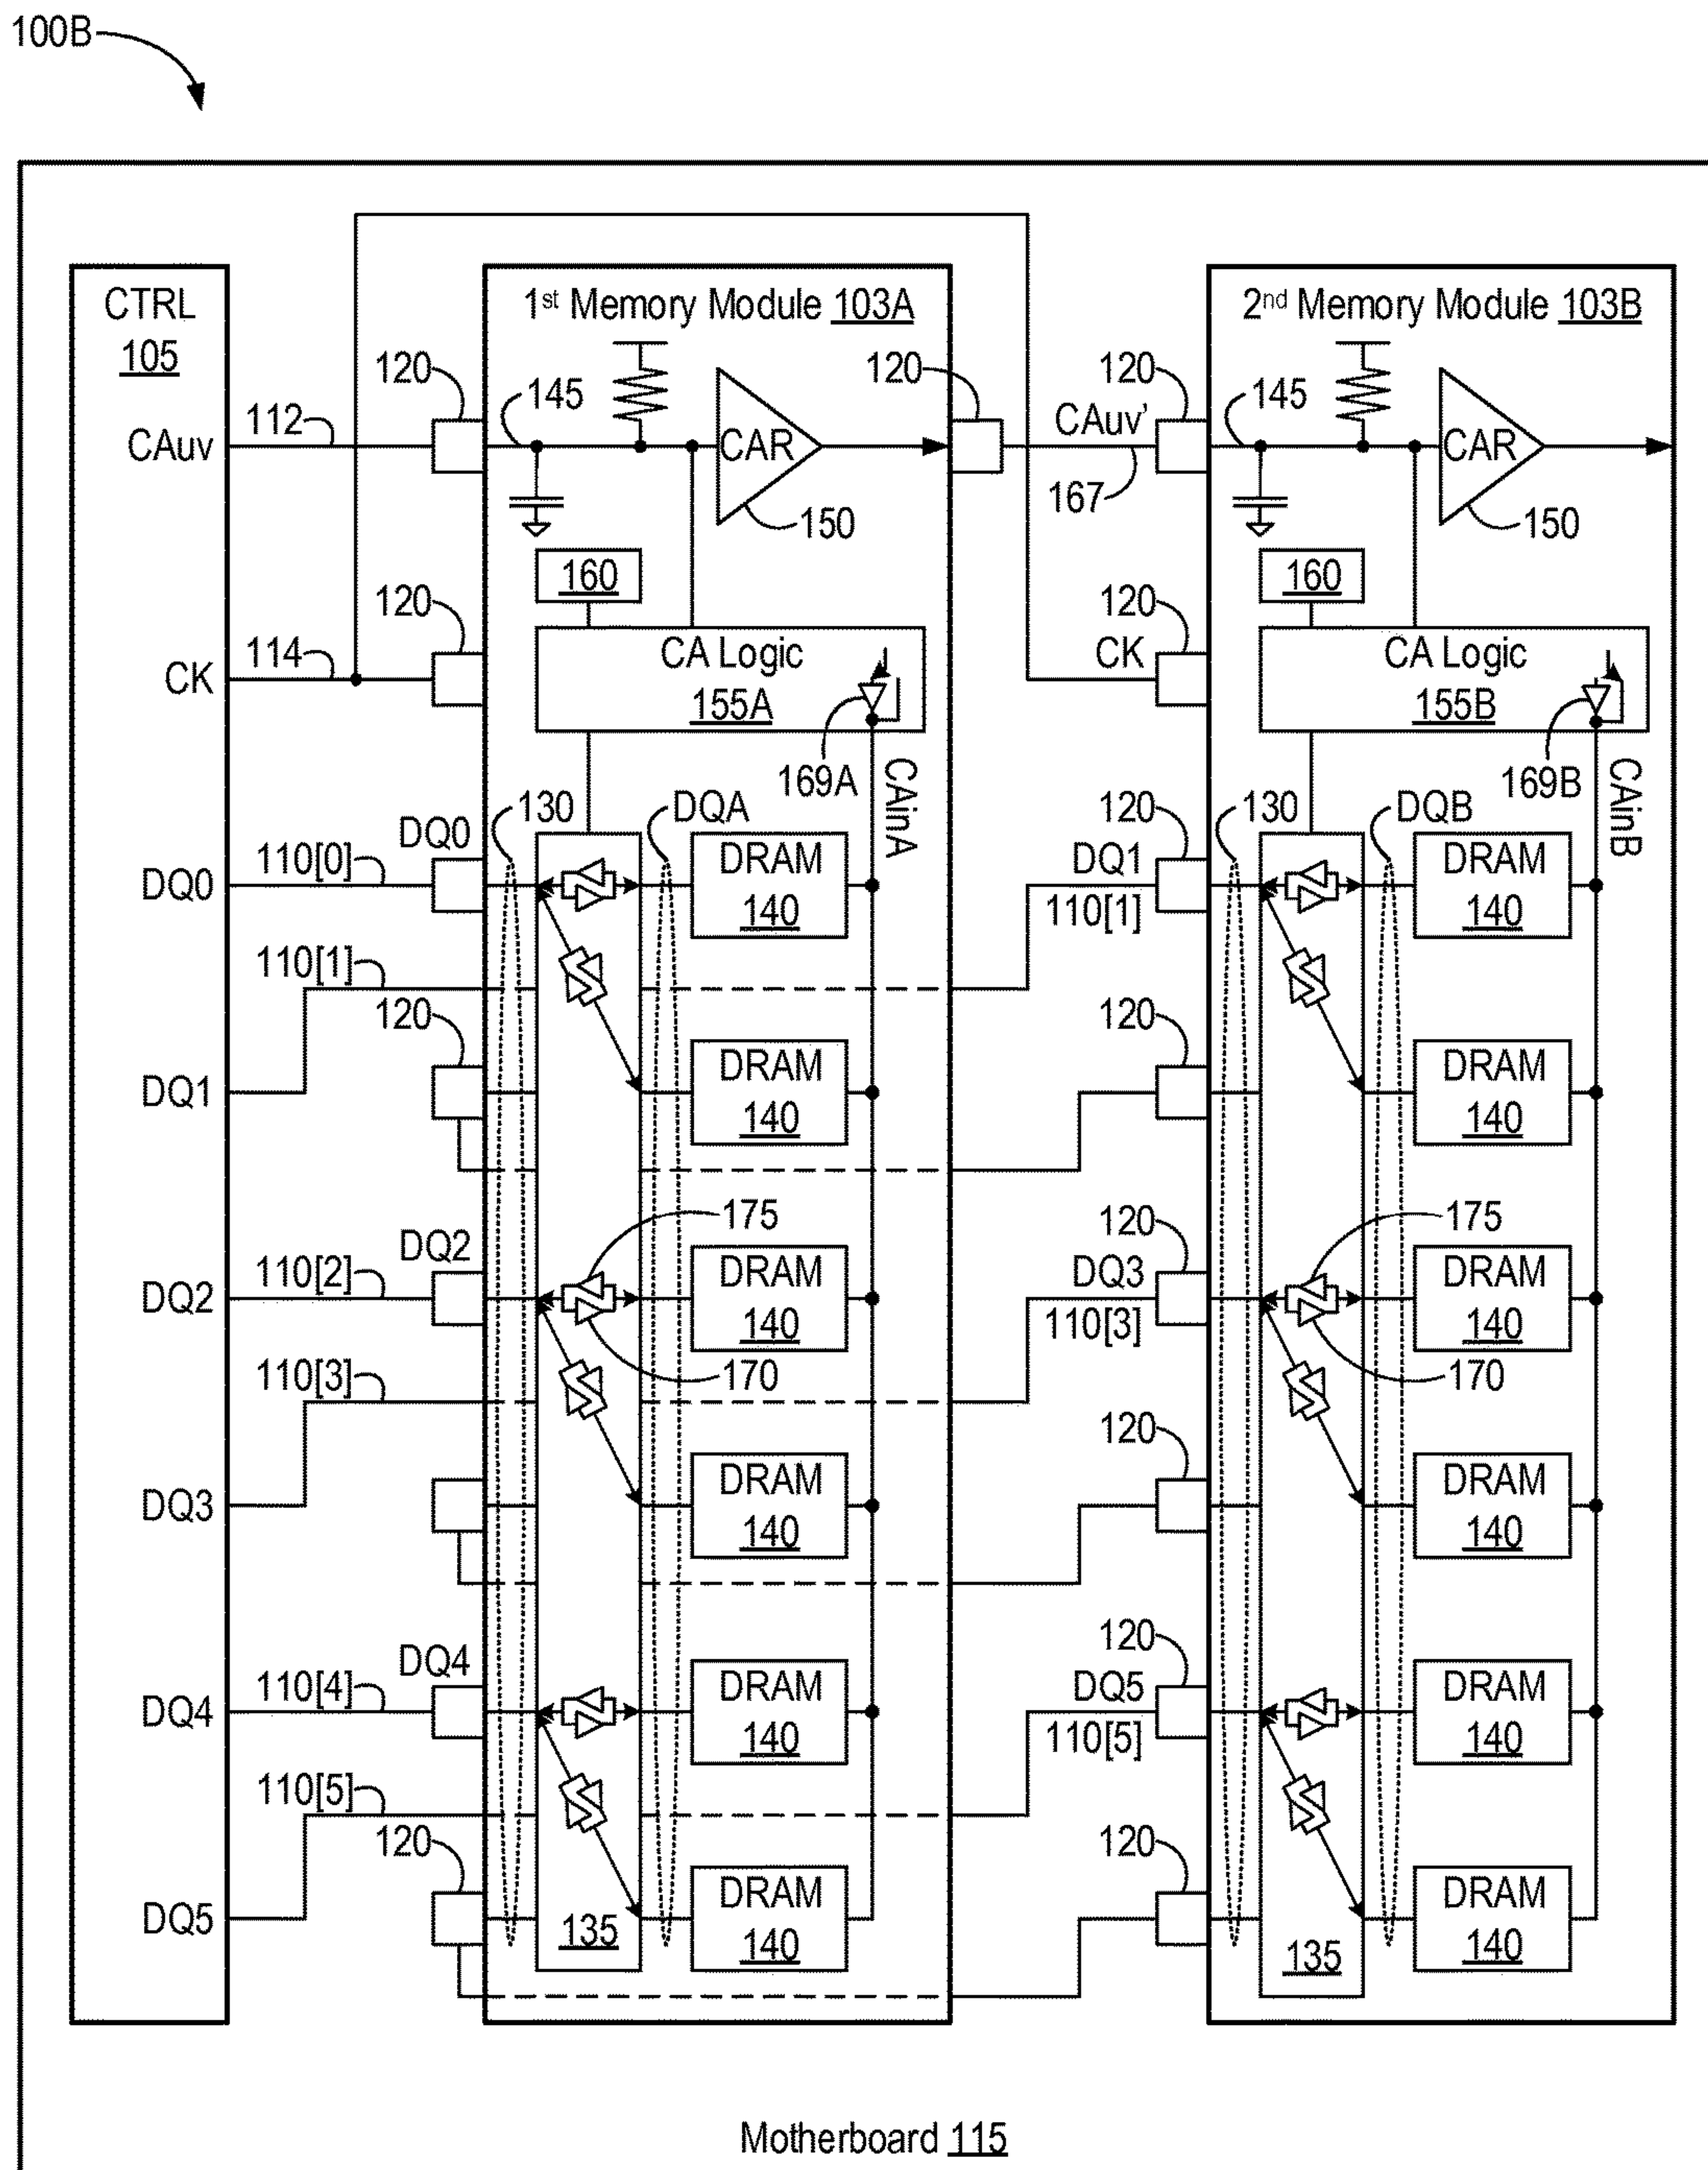 100B
CTRL
105
1st Memory Module 103A
2nd Memory Module 103B
120
145
120
120
145
CAuv
112
CAR
CAuv'
CAR
167
150
150
160
160
120
120
CK
114
CA Logic
155A
CK
CA Logic
155B
169A
CAinA
169B
CAinB
130
DQA
120
130
DQB
DQ0
110[0]
DQ0
DRAM
140
DQ1
110[1]
DRAM
140
110[1]
120
120
DQ1
DRAM
140
DRAM
140
175
120
175
DQ2
110[2]
DQ2
DRAM
140
DQ3
110[3]
DRAM
140
170
170
110[3]
120
DQ3
DRAM
140
DRAM
140
120
DQ4
110[4]
DQ4
DRAM
140
DQ5
110[5]
DRAM
140
110[5]
120
120
DQ5
135
DRAM
140
135
DRAM
140
Motherboard 115